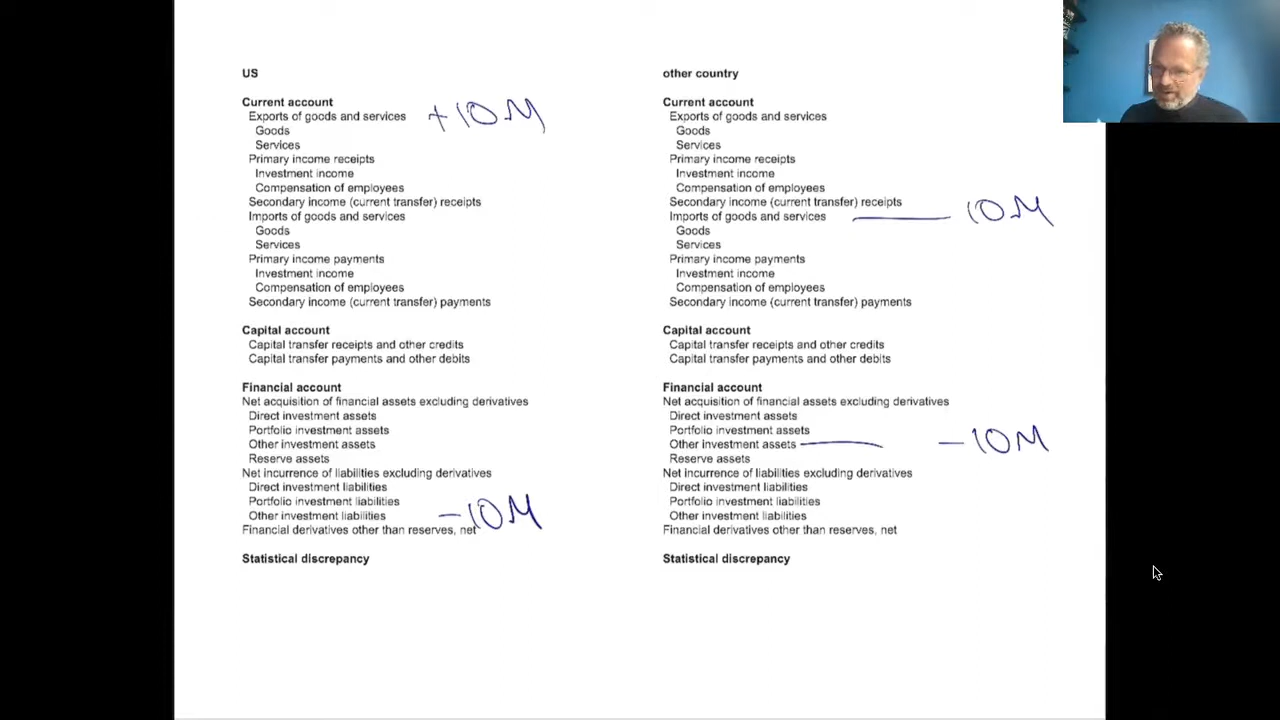 US
Current account
Exports of goods and services +10M
Goods
Services
Primary income receipts
Investment income
Compensation of employees
Secondary income (current transfer) receipts
Imports of goods and services
Goods
Services
Primary income payments
Investment income
Compensation of employees
Secondary income (current transfer) payments
Capital account
Capital transfer receipts and other credits
Capital transfer payments and other debits
Financial account
Net acquisition of financial assets excluding derivatives
Direct investment assets
Portfolio investment assets
Other investment assets
Reserve assets
Net incurrence of liabilities excluding derivatives
Direct investment liabilities
Portfolio investment liabilities
Other investment liabilities -10M
Financial derivatives other than reserves, net
Statistical discrepancy
other country
Current account
Exports of goods and services
Goods
Services
Primary income receipts
Investment income
Compensation of employees
Secondary income (current transfer) receipts
Imports of goods and services 10M
Goods
Services
Primary income payments
Investment income
Compensation of employees
Secondary income (current transfer) payments
Capital account
Capital transfer receipts and other credits
Capital transfer payments and other debits
Financial account
Net acquisition of financial assets excluding derivatives
Direct investment assets
Portfolio investment assets
Other investment assets -10M
Reserve assets
Net incurrence of liabilities excluding derivatives
Direct investment liabilities
Portfolio investment liabilities
Other investment liabilities
Financial derivatives other than reserves, net
Statistical discrepancy